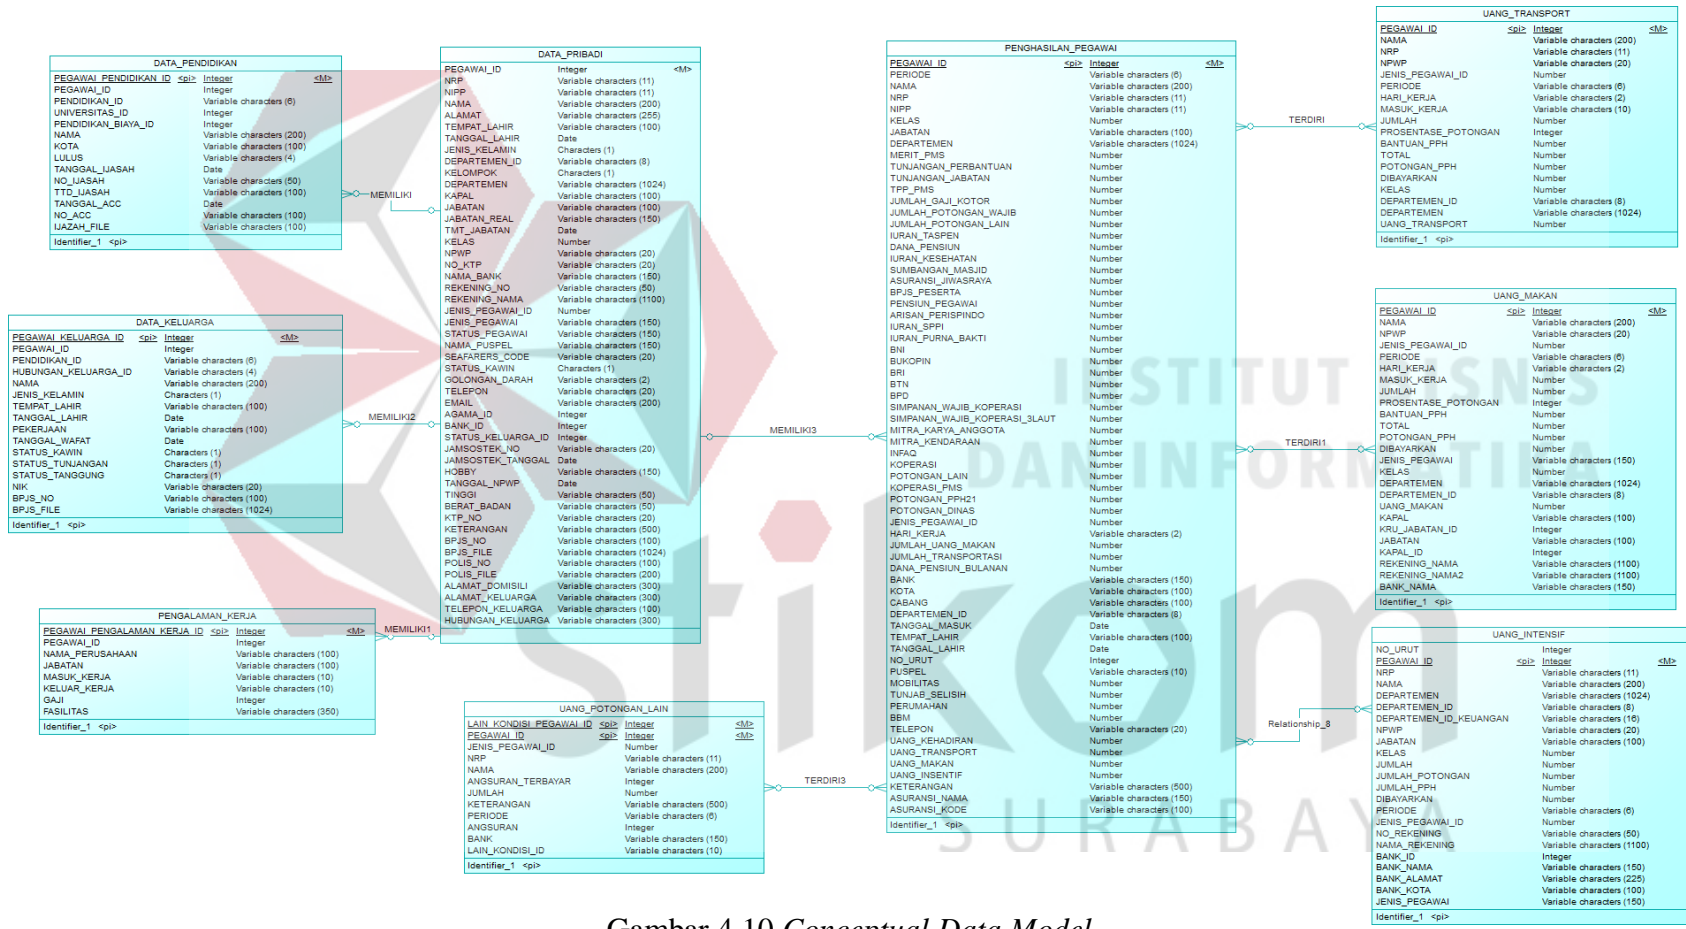 DATA_PENDIDIKAN
PEGAWAI_PENDIDIKAN_ID <pi> Integer <M>
PEGAWAI_ID Integer
PENDIDIKAN_ID Variable characters (6)
UNIVERSITAS_ID Integer
PENDIDIKAN_BIAYA_ID Integer
NAMA Variable characters (200)
KOTA Variable characters (100)
LULUS Variable characters (4)
TANGGAL_IJASAH Date
NO_IJASAH Variable characters (50)
TTD_IJASAH Variable characters (100)
TANGGAL_ACC Date
NO_ACC Variable characters (100)
IJAZAH_FILE Variable characters (100)
Identifier_1 <pi>
MEMILIKI
DATA_KELUARGA
PEGAWAI_KELUARGA_ID <pi> Integer <M>
PEGAWAI_ID Integer
PENDIDIKAN_ID Variable characters (6)
HUBUNGAN_KELUARGA_ID Variable characters (4)
NAMA Variable characters (200)
JENIS_KELAMIN Characters (1)
TEMPAT_LAHIR Variable characters (100)
TANGGAL_LAHIR Date
PEKERJAAN Variable characters (100)
TANGGAL_WAFAT Date
STATUS_KAWIN Characters (1)
STATUS_TUNJANGAN Characters (1)
STATUS_TANGGUNG Characters (1)
NIK Variable characters (20)
BPJS_NO Variable characters (100)
BPJS_FILE Variable characters (1024)
Identifier_1 <pi>
MEMILIKI2
PENGALAMAN_KERJA
PEGAWAI_PENGALAMAN_KERJA_ID <pi> Integer <M>
PEGAWAI_ID Integer
NAMA_PERUSAHAAN Variable characters (100)
JABATAN Variable characters (100)
MASUK_KERJA Variable characters (10)
KELUAR_KERJA Variable characters (10)
GAJI Integer
FASILITAS Variable characters (350)
Identifier_1 <pi>
MEMILIKI1
DATA_PRIBADI
PEGAWAI_ID Integer <M>
NRP Variable characters (11)
NIPP Variable characters (11)
NAMA Variable characters (200)
ALAMAT Variable characters (255)
TEMPAT_LAHIR Variable characters (100)
TANGGAL_LAHIR Date
JENIS_KELAMIN Characters (1)
DEPARTEMEN_ID Variable characters (8)
KELOMPOK Characters (1)
DEPARTEMEN Variable characters (1024)
KAPAL Variable characters (100)
JABATAN Variable characters (100)
JABATAN_REAL Variable characters (150)
TMT_JABATAN Date
KELAS Number
NPWP Variable characters (20)
NO_KTP Variable characters (20)
NAMA_BANK Variable characters (150)
REKENING_NO Variable characters (50)
REKENING_NAMA Variable characters (1100)
JENIS_PEGAWAI_ID Number
JENIS_PEGAWAI Variable characters (150)
STATUS_PEGAWAI Variable characters (150)
NAMA_PUSPEL Variable characters (150)
SEAFARERS_CODE Variable characters (20)
STATUS_KAWIN Characters (1)
GOLONGAN_DARAH Variable characters (2)
TELEPON Variable characters (20)
EMAIL Variable characters (200)
AGAMA_ID Integer
BANK_ID Integer
STATUS_KELUARGA_ID Integer
JAMSOSTEK_NO Variable characters (20)
JAMSOSTEK_TANGGAL Date
HOBBY Variable characters (150)
TANGGAL_NPWP Date
TINGGI Variable characters (50)
BERAT_BADAN Variable characters (50)
KTP_NO Variable characters (20)
KETERANGAN Variable characters (500)
BPJS_NO Variable characters (100)
BPJS_FILE Variable characters (1024)
POLIS_NO Variable characters (100)
POLIS_FILE Variable characters (200)
ALAMAT_DOMISILI Variable characters (300)
ALAMAT_KELUARGA Variable characters (300)
TELEPON_KELUARGA Variable characters (100)
HUBUNGAN_KELUARGA Variable characters (300)
MEMILIKI3
UANG_POTONGAN_LAIN
LAIN_KONDISI_PEGAWAI_ID <pi> Integer <M>
PEGAWAI_ID <pi> Integer <M>
JENIS_PEGAWAI_ID Number
NRP Variable characters (11)
NAMA Variable characters (200)
ANGSURAN_TERBAYAR Integer
JUMLAH Number
KETERANGAN Variable characters (500)
PERIODE Variable characters (6)
ANGSURAN Integer
BANK Variable characters (150)
LAIN_KONDISI_ID Variable characters (10)
Identifier_1 <pi>
TERDIRI3
PENGHASILAN_PEGAWAI
PEGAWAI_ID <pi> Integer <M>
PERIODE Variable characters (6)
NAMA Variable characters (200)
NRP Variable characters (11)
NIPP Variable characters (11)
KELAS Number
JABATAN Variable characters (100)
DEPARTEMEN Variable characters (1024)
MERIT_PMS Number
TUNJANGAN_PERBANTUAN Number
TUNJANGAN_JABATAN Number
TPP_PMS Number
JUMLAH_GAJI_KOTOR Number
JUMLAH_POTONGAN_WAJIB Number
JUMLAH_POTONGAN_LAIN Number
IURAN_TASPEN Number
DANA_PENSIUN Number
IURAN_KESEHATAN Number
SUMBANGAN_MASJID Number
ASURANSI_JIWASRAYA Number
BPJS_PESERTA Number
PENSIUN_PEGAWAI Number
ARISAN_PERISPINDO Number
IURAN_SPPI Number
IURAN_PURNA_BAKTI Number
BNI Number
BUKOPIN Number
BRI Number
BTN Number
BPD Number
SIMPANAN_WAJIB_KOPERASI Number
SIMPANAN_WAJIB_KOPERASI_3LAUT Number
MITRA_KARYA_ANGGOTA Number
MITRA_KENDARAAN Number
INFAQ Number
KOPERASI Number
POTONGAN_LAIN Number
KOPERASI_PMS Number
POTONGAN_PPH21 Number
POTONGAN_DINAS Number
JENIS_PEGAWAI_ID Number
HARI_KERJA Variable characters (2)
JUMLAH_UANG_MAKAN Number
JUMLAH_TRANSPORTASI Number
DANA_PENSIUN_BULANAN Number
BANK Variable characters (150)
KOTA Variable characters (100)
CABANG Variable characters (100)
DEPARTEMEN_ID Variable characters (8)
TANGGAL_MASUK Date
TEMPAT_LAHIR Variable characters (100)
TANGGAL_LAHIR Date
NO_URUT Integer
PUSPEL Variable characters (10)
MOBILITAS Number
TUNJAB_SELISIH Number
PERUMAHAN Number
BBM Number
TELEPON Variable characters (20)
UANG_KEHADIRAN Number
UANG_TRANSPORT Number
UANG_MAKAN Number
UANG_INSENTIF Number
KETERANGAN Variable characters (500)
ASURANSI_NAMA Variable characters (150)
ASURANSI_KODE Variable characters (100)
Identifier_1 <pi>
TERDIRI
TERDIRI1
Relationship_8
UANG_TRANSPORT
PEGAWAI_ID <pi> Integer <M>
NAMA Variable characters (200)
NRP Variable characters (11)
NPWP Variable characters (20)
JENIS_PEGAWAI_ID Number
PERIODE Variable characters (6)
HARI_KERJA Variable characters (2)
MASUK_KERJA Variable characters (10)
JUMLAH Number
PROSENTASE_POTONGAN Integer
BANTUAN_PPH Number
TOTAL Number
POTONGAN_PPH Number
DIBAYARKAN Number
KELAS Number
DEPARTEMEN_ID Variable characters (8)
DEPARTEMEN Variable characters (1024)
UANG_TRANSPORT Number
Identifier_1 <pi>
UANG_MAKAN
PEGAWAI_ID <pi> Integer <M>
NAMA Variable characters (200)
NPWP Variable characters (20)
JENIS_PEGAWAI_ID Number
PERIODE Variable characters (6)
HARI_KERJA Variable characters (2)
MASUK_KERJA Number
JUMLAH Number
PROSENTASE_POTONGAN Integer
BANTUAN_PPH Number
TOTAL Number
POTONGAN_PPH Number
DIBAYARKAN Number
JENIS_PEGAWAI Variable characters (150)
KELAS Number
DEPARTEMEN Variable characters (1024)
DEPARTEMEN_ID Variable characters (8)
UANG_MAKAN Number
KAPAL Variable characters (100)
KRU_JABATAN_ID Integer
JABATAN Variable characters (100)
KAPAL_ID Integer
REKENING_NAMA Variable characters (1100)
REKENING_NAMA2 Variable characters (1100)
BANK_NAMA Variable characters (150)
Identifier_1 <pi>
UANG_INTENSIF
NO_URUT Integer
PEGAWAI_ID <pi> Integer <M>
NRP Variable characters (11)
NAMA Variable characters (200)
DEPARTEMEN Variable characters (1024)
DEPARTEMEN_ID Variable characters (8)
DEPARTEMEN_ID_KEUANGAN Variable characters (16)
NPWP Variable characters (20)
JABATAN Variable characters (100)
KELAS Number
JUMLAH Number
JUMLAH_POTONGAN Number
JUMLAH_PPH Number
DIBAYARKAN Number
PERIODE Variable characters (6)
JENIS_PEGAWAI_ID Number
NO_REKENING Variable characters (50)
NAMA_REKENING Variable characters (1100)
BANK_ID Integer
BANK_NAMA Variable characters (150)
BANK_ALAMAT Variable characters (225)
BANK_KOTA Variable characters (100)
JENIS_PEGAWAI Variable characters (150)
Identifier_1 <pi>
INSTITUT BISNIS
DAN INFORMATIKA
stikom
SURABAYA
Gambar 4.10 Conceptual Data Model